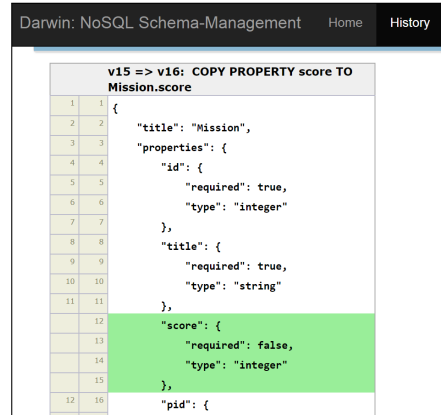 Darwin: NoSQL Schema-Management Home History
v15 => v16: COPY PROPERTY score TO
Mission.score
1 1 {
2 2 "title": "Mission",
3 3 "properties": {
4 4 "id": {
5 5 "required": true,
6 6 "type": "integer"
7 7 },
8 8 "title": {
9 9 "required": true,
10 10 "type": "string"
11 11 },
12 "score": {
13 "required": false,
14 "type": "integer"
15 },
12 16 "pid": {